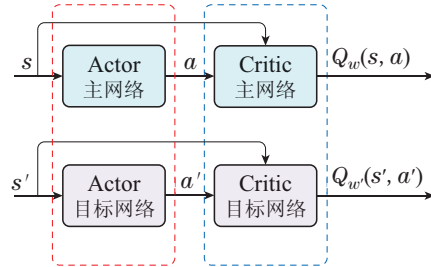 s
Actor
主网络
a
Critic
主网络
Q_w(s, a)
s′
Actor
目标网络
a′
Critic
目标网络
Q_w′(s′, a′)